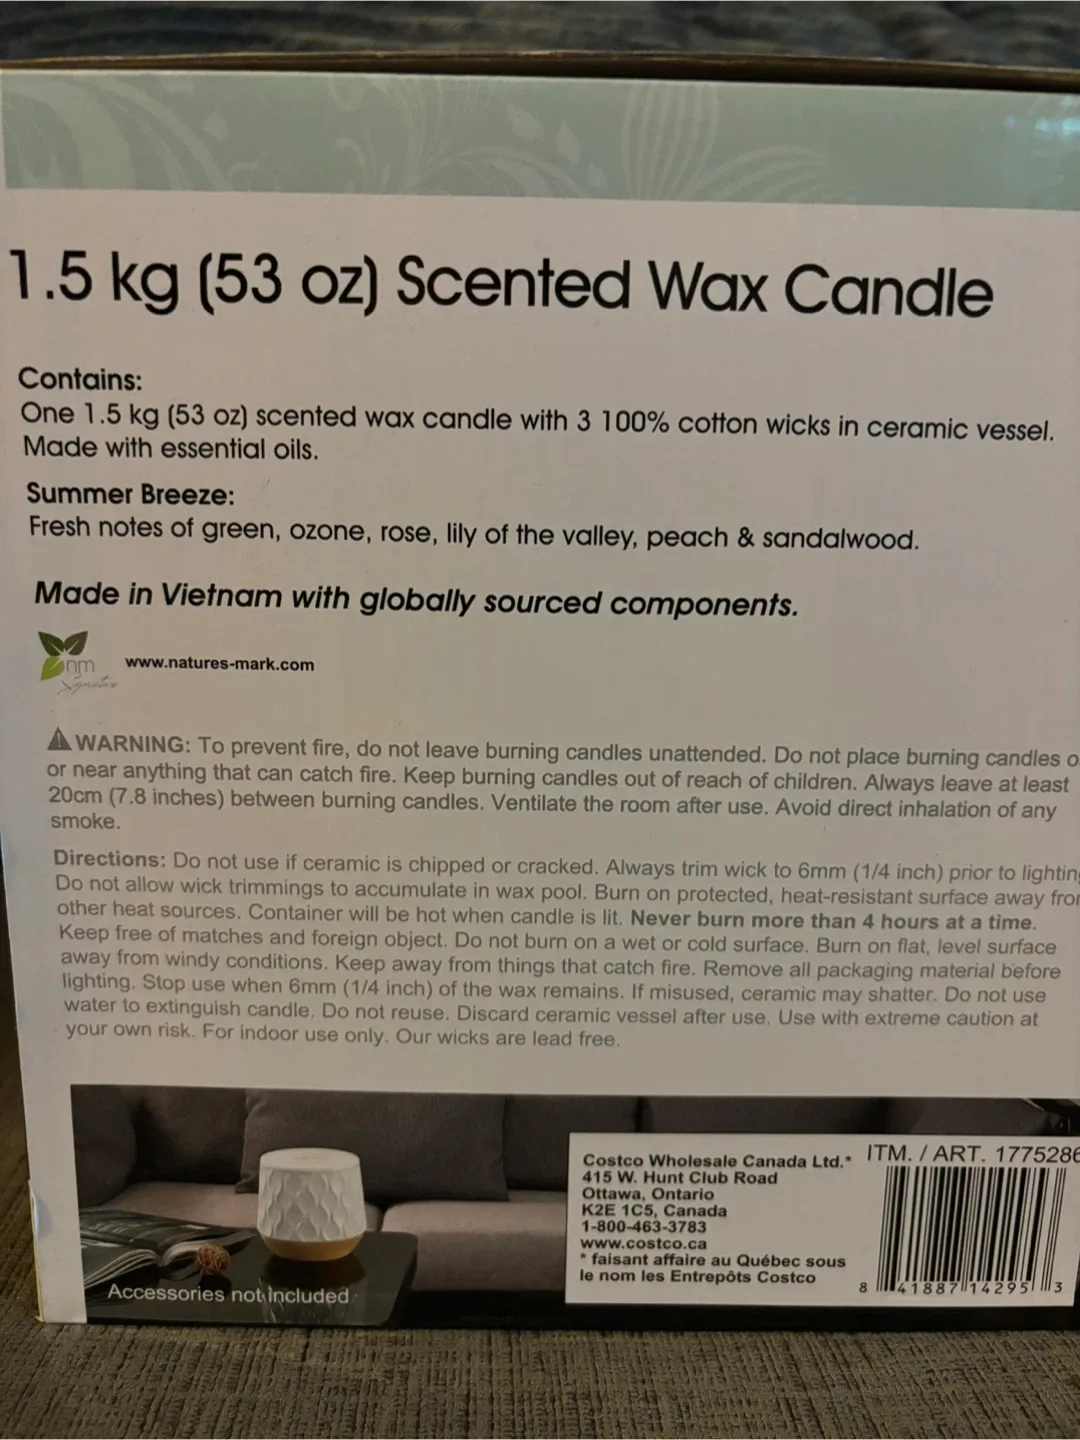 1.5 kg (53 oz) Scented Wax Candle
Contains:
One 1.5 kg (53 oz) scented wax candle with 3 100% cotton wicks in ceramic vessel.
Made with essential oils.
Summer Breeze:
Fresh notes of green, ozone, rose, lily of the valley, peach & sandalwood.
Made in Vietnam with globally sourced components.
nm
Signature
www.natures-mark.com
WARNING: To prevent fire, do not leave burning candles unattended. Do not place burning candles
or near anything that can catch fire. Keep burning candles out of reach of children. Always leave at least
20cm (7.8 inches) between burning candles. Ventilate the room after use. Avoid direct inhalation of any
smoke.
Directions: Do not use if ceramic is chipped or cracked. Always trim wick to 6mm (1/4 inch) prior to lighting
Do not allow wick trimmings to accumulate in wax pool. Burn on protected, heat-resistant surface away from
other heat sources. Container will be hot when candle is lit. Never burn more than 4 hours at a time.
Keep free of matches and foreign object. Do not burn on a wet or cold surface. Burn on flat, level surface
away from windy conditions. Keep away from things that catch fire. Remove all packaging material before
lighting. Stop use when 6mm (1/4 inch) of the wax remains. If misused, ceramic may shatter. Do not use
water to extinguish candle. Do not reuse. Discard ceramic vessel after use. Use with extreme caution at
your own risk. For indoor use only. Our wicks are lead free.
Accessories not included
Costco Wholesale Canada Ltd.*
415 W. Hunt Club Road
Ottawa, Ontario
K2E 1C5, Canada
1-800-463-3783
www.costco.ca
* faisant affaire au Québec sous
le nom les Entrepôts Costco
ITM. / ART. 1775286
8 41887 14295 3